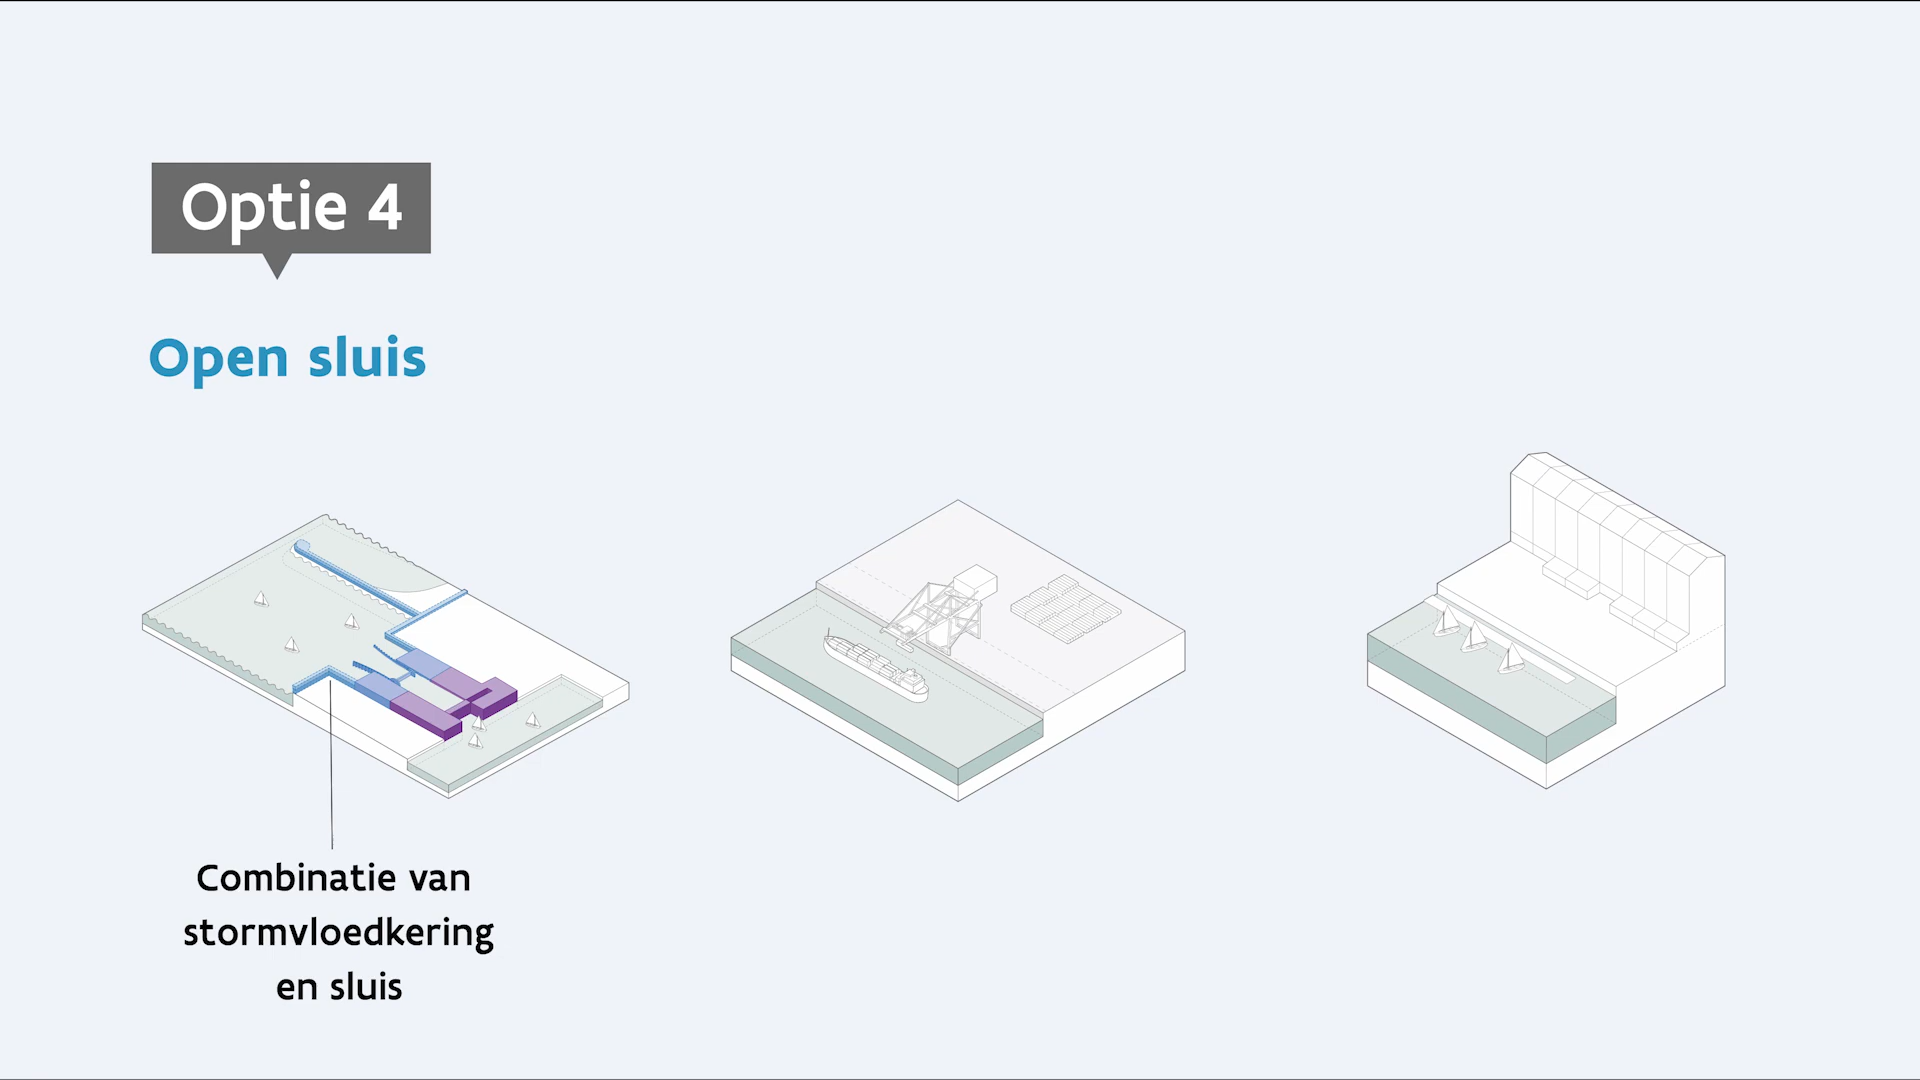 Optie 4
Open sluis
Combinatie van
stormvloedkering
en sluis